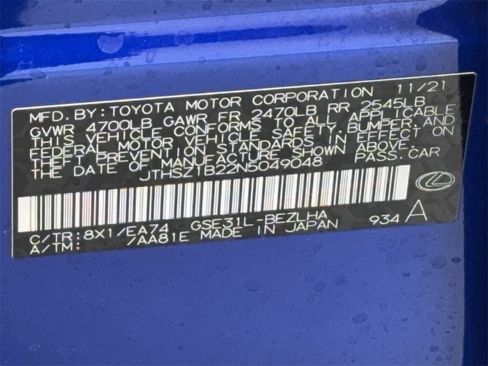 MFD. BY: TOYOTA MOTOR CORPORATION 11/21
GVWR 4700LB GAWR FR 2470LB RR 2545LB
THIS VEHICLE CONFORMS TO ALL APPLICABLE
FEDERAL MOTOR VEHICLE SAFETY, BUMPER, AND
THEFT PREVENTION STANDARDS IN EFFECT ON
THE DATE OF MANUFACTURE SHOWN ABOVE.
JTHSZ1B22N5049048 PASS. CAR
C/TR: 8X1/EA74 GSE31L-BEZLHA
A/TM: /AA81E MADE IN JAPAN 934 A